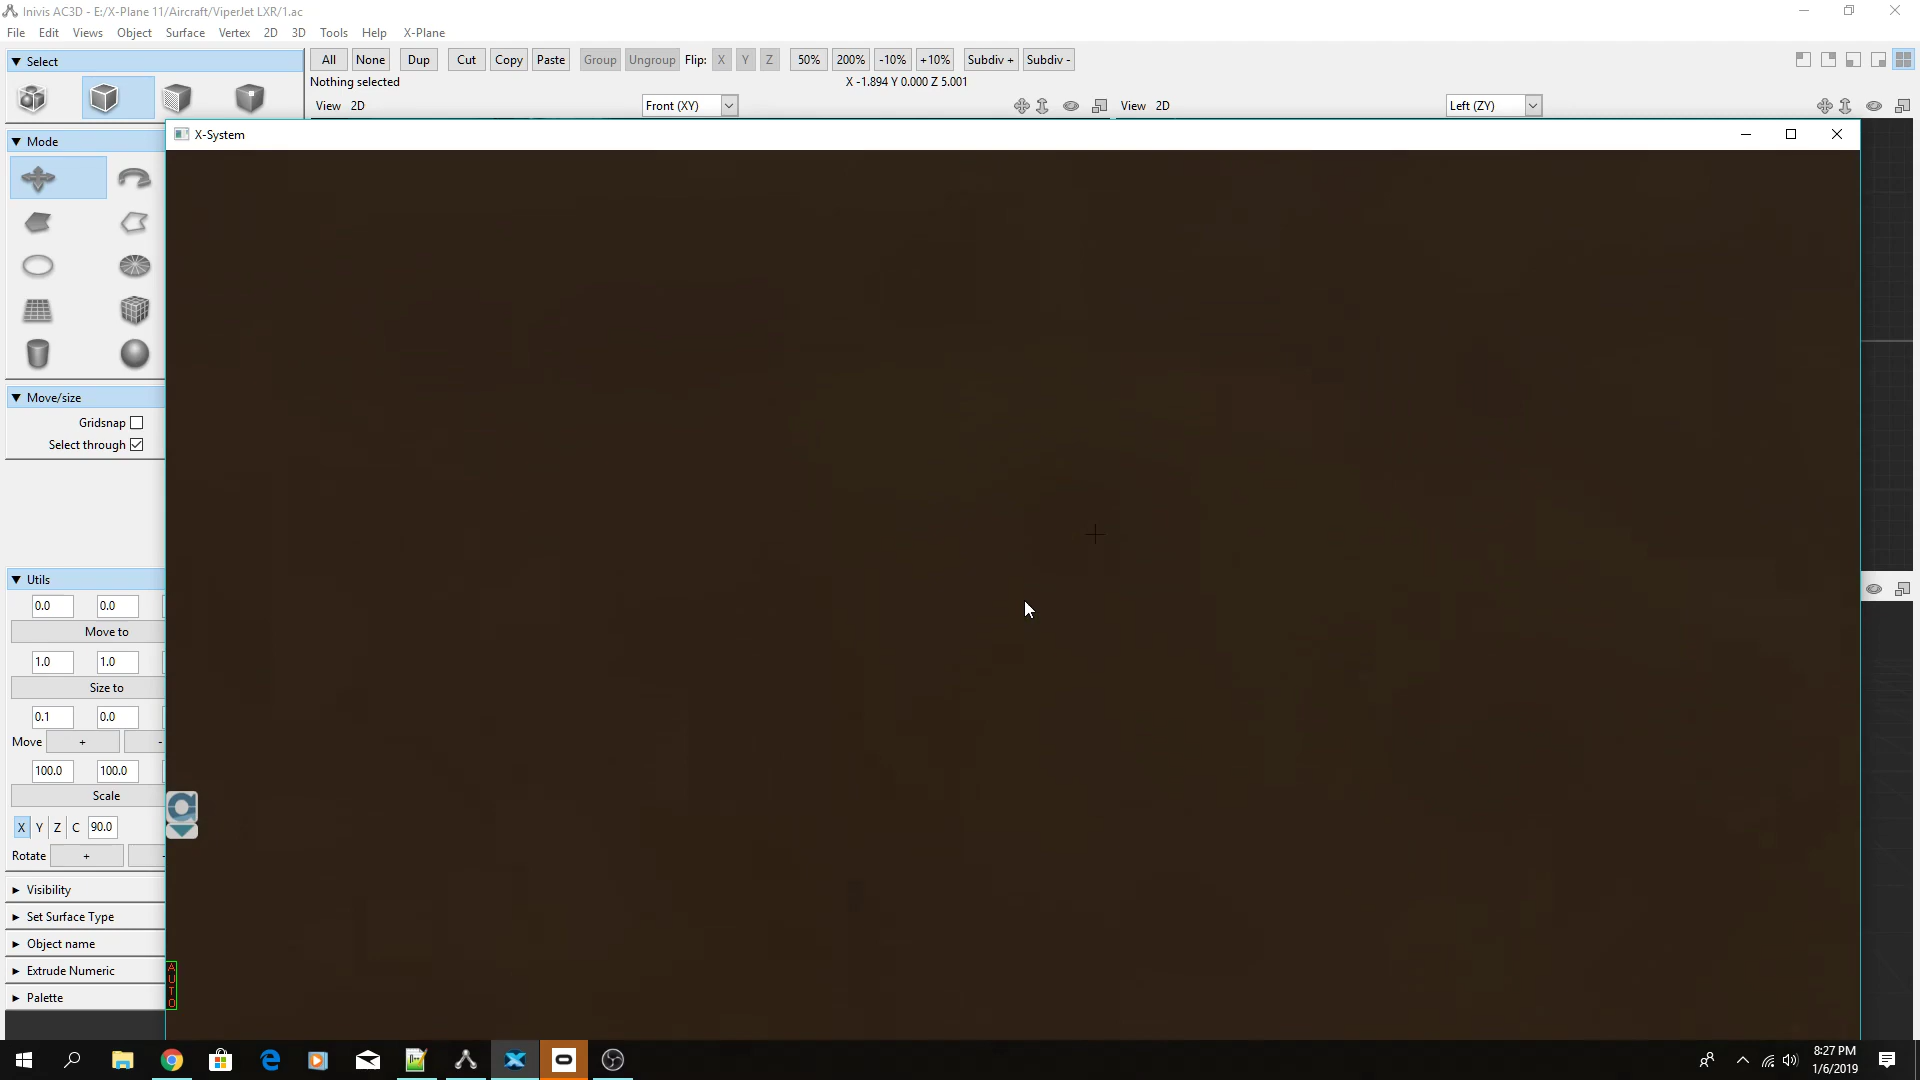 Inivis AC3D - E:/X-Plane 11/Aircraft/ViperJet LXR/1.ac
File Edit Views Object Surface Vertex 2D 3D Tools Help X-Plane
Select
All None Dup Cut Copy Paste Group Ungroup Flip: X Y Z 50% 200% -10% +10% Subdiv + Subdiv -
Nothing selected X -1.894 Y 0.000 Z 5.001
View 2D Front (XY) View 2D Left (ZY)
X-System
Mode
Move/size
Gridsnap
Select through
Utils
0.0 0.0
Move to
1.0 1.0
Size to
0.1 0.0
Move + -
100.0 100.0
Scale
X Y Z C 90.0
Rotate + -
Visibility
Set Surface Type
Object name
Extrude Numeric
Palette
AUTO
8:27 PM
1/6/2019